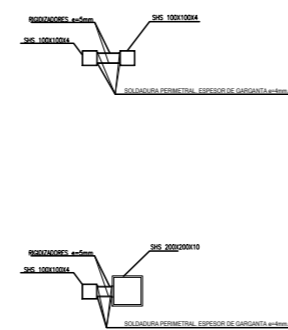 RIGIDIZADORES e=5mm
SHS 100X100X4
SHS 100X100X4
SOLDADURA PERIMETRAL. ESPESOR DE GARGANTA e=4mm.
RIGIDIZADORES e=5mm
SHS 200X200X10
SHS 100X100X4
SOLDADURA PERIMETRAL. ESPESOR DE GARGANTA e=4mm.